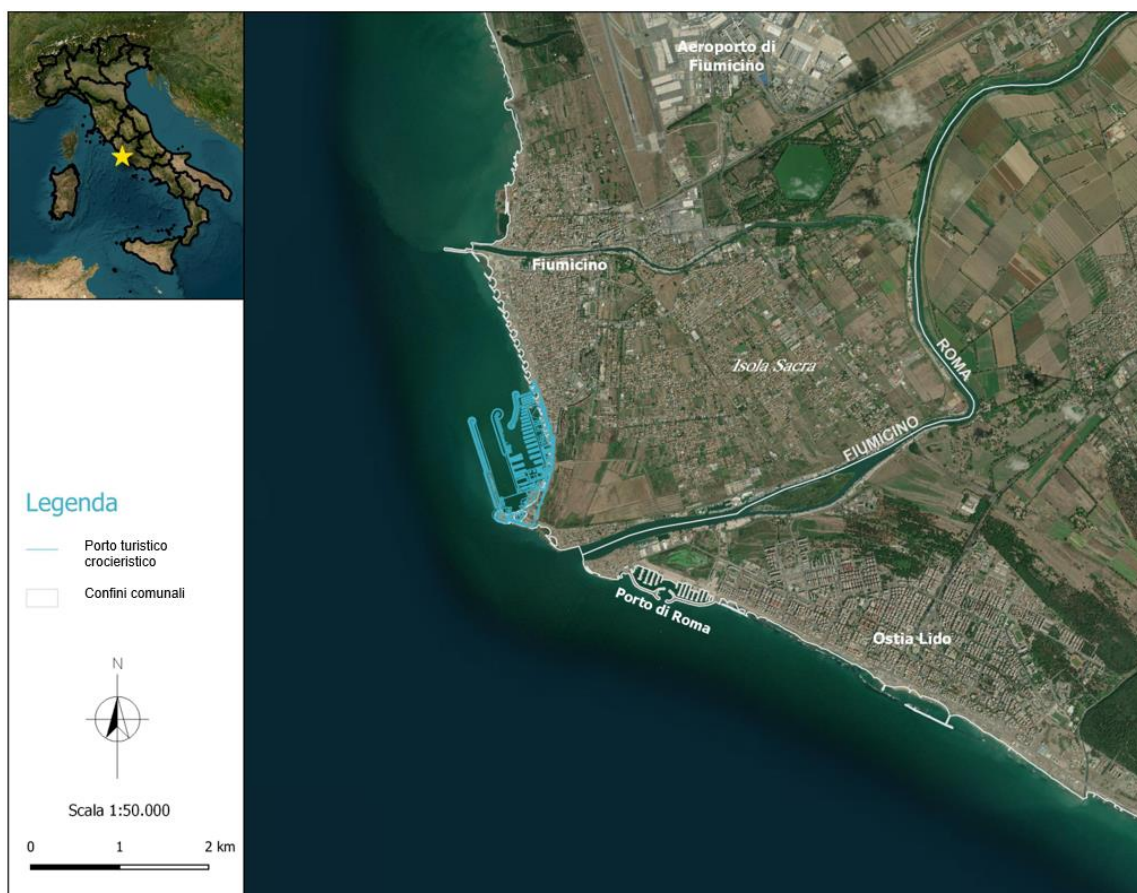 Aeroporto di
Fiumicino
Fiumicino
Isola Sacra
ROMA
FIUMICINO
Porto di Roma
Ostia Lido
Legenda
Porto turistico
crocieristico
Confini comunali
N
Scala 1:50.000
0 1 2 km